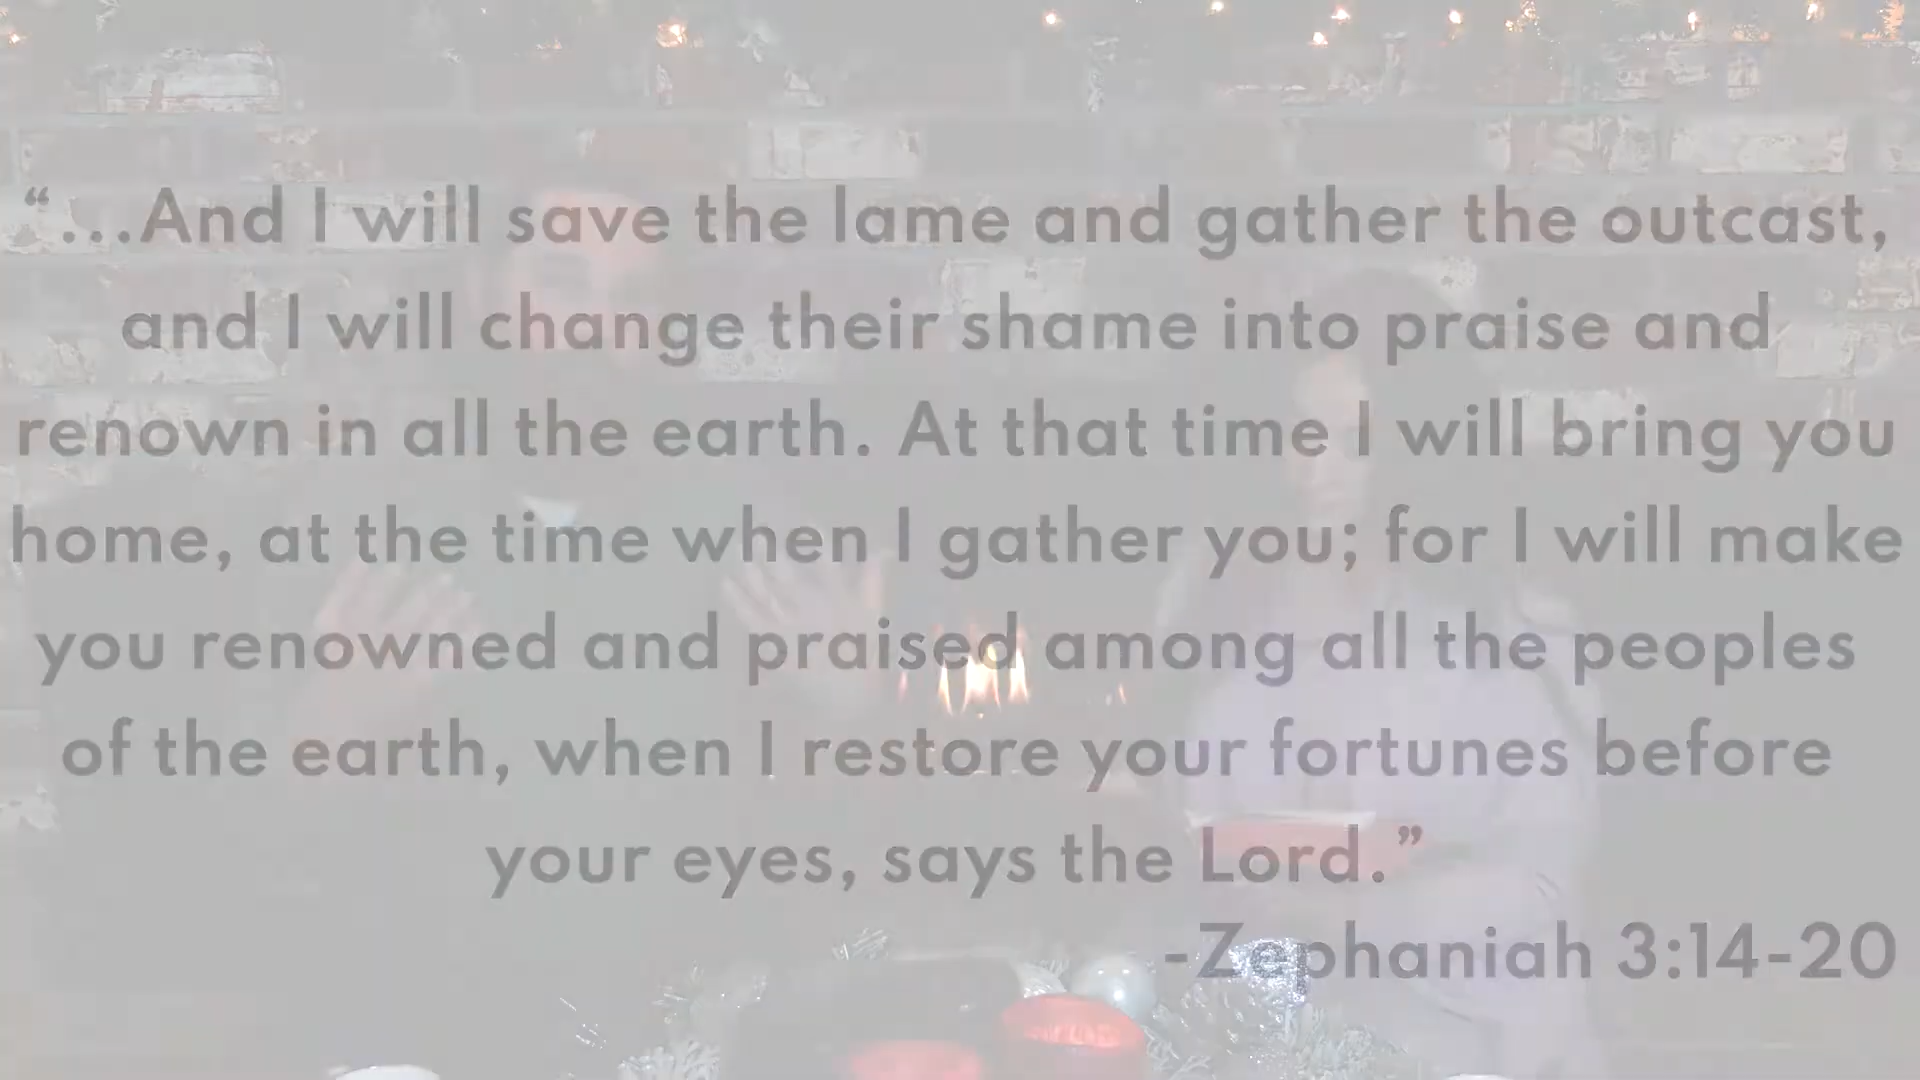 “...And I will save the lame and gather the outcast,
and I will change their shame into praise and
renown in all the earth. At that time I will bring you
home, at the time when I gather you; for I will make
you renowned and praised among all the peoples
of the earth, when I restore your fortunes before
your eyes, says the Lord.”
-Zephaniah 3:14-20